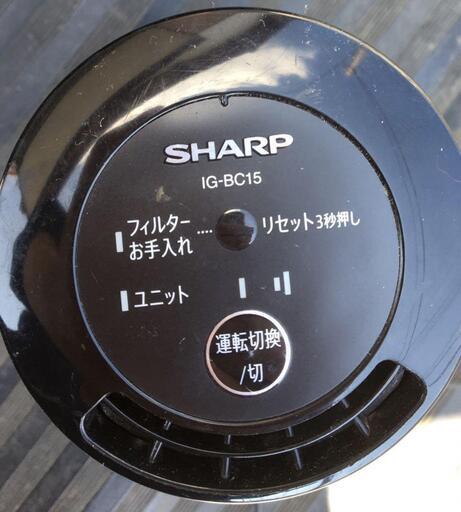 SHARP
IG-BC15
フィルター
お手入れ .... リセット3秒押し
ユニット
運転切換
/切